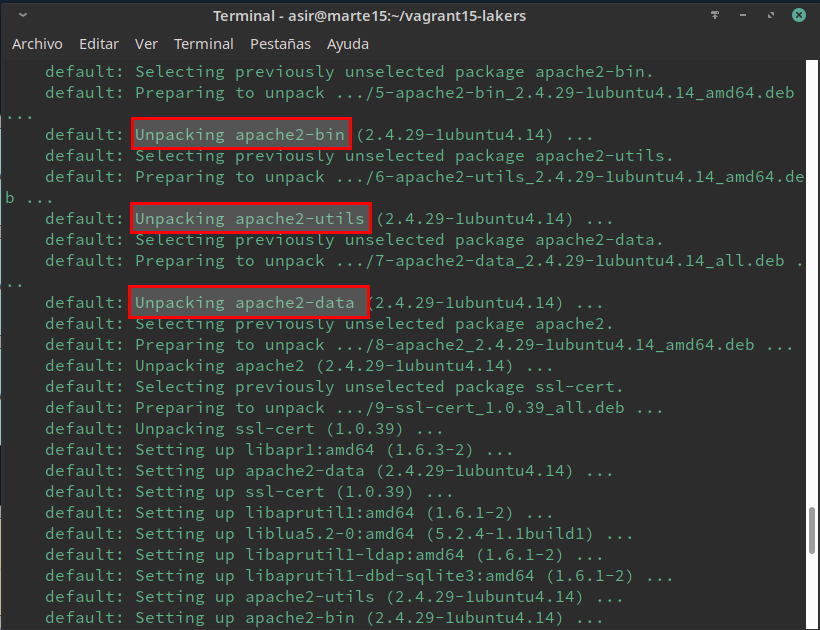 Terminal - asir@marte15:~/vagrant15-lakers
Archivo Editar Ver Terminal Pestañas Ayuda
default: Selecting previously unselected package apache2-bin.
default: Preparing to unpack .../5-apache2-bin_2.4.29-1ubuntu4.14_amd64.deb
...
default: Unpacking apache2-bin (2.4.29-1ubuntu4.14) ...
default: Selecting previously unselected package apache2-utils.
default: Preparing to unpack .../6-apache2-utils_2.4.29-1ubuntu4.14_amd64.de
b ...
default: Unpacking apache2-utils (2.4.29-1ubuntu4.14) ...
default: Selecting previously unselected package apache2-data.
default: Preparing to unpack .../7-apache2-data_2.4.29-1ubuntu4.14_all.deb .
..
default: Unpacking apache2-data (2.4.29-1ubuntu4.14) ...
default: Selecting previously unselected package apache2.
default: Preparing to unpack .../8-apache2_2.4.29-1ubuntu4.14_amd64.deb ...
default: Unpacking apache2 (2.4.29-1ubuntu4.14) ...
default: Selecting previously unselected package ssl-cert.
default: Preparing to unpack .../9-ssl-cert_1.0.39_all.deb ...
default: Unpacking ssl-cert (1.0.39) ...
default: Setting up libapr1:amd64 (1.6.3-2) ...
default: Setting up apache2-data (2.4.29-1ubuntu4.14) ...
default: Setting up ssl-cert (1.0.39) ...
default: Setting up libaprutil1:amd64 (1.6.1-2) ...
default: Setting up liblua5.2-0:amd64 (5.2.4-1.1build1) ...
default: Setting up libaprutil1-ldap:amd64 (1.6.1-2) ...
default: Setting up libaprutil1-dbd-sqlite3:amd64 (1.6.1-2) ...
default: Setting up apache2-utils (2.4.29-1ubuntu4.14) ...
default: Setting up apache2-bin (2.4.29-1ubuntu4.14) ...